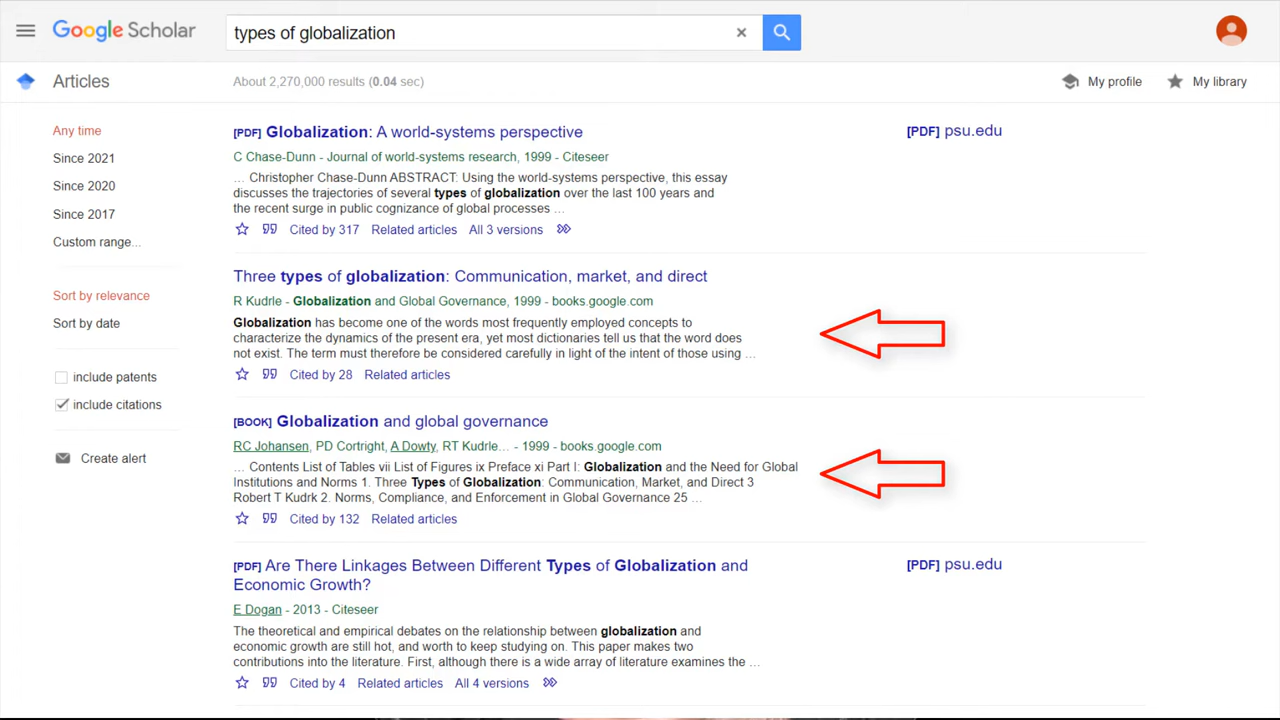 Google Scholar
types of globalization
Articles
About 2,270,000 results (0.04 sec)
My profile
My library
Any time
Since 2021
Since 2020
Since 2017
Custom range...
Sort by relevance
Sort by date
include patents
include citations
Create alert
[PDF] Globalization: A world-systems perspective
[PDF] psu.edu
C Chase-Dunn - Journal of world-systems research, 1999 - Citeseer
… Christopher Chase-Dunn ABSTRACT: Using the world-systems perspective, this essay
discusses the trajectories of several types of globalization over the last 100 years and
the recent surge in public cognizance of global processes …
Cited by 317 Related articles All 3 versions
Three types of globalization: Communication, market, and direct
R Kudrle - Globalization and Global Governance, 1999 - books.google.com
Globalization has become one of the words most frequently employed concepts to
characterize the dynamics of the present era, yet most dictionaries tell us that the word does
not exist. The term must therefore be considered carefully in light of the intent of those using …
Cited by 28 Related articles
[BOOK] Globalization and global governance
RC Johansen, PD Cortright, A Dowty, RT Kudrle… - 1999 - books.google.com
… Contents List of Tables vii List of Figures ix Preface xi Part I: Globalization and the Need for Global
Institutions and Norms 1. Three Types of Globalization: Communication, Market, and Direct 3
Robert T Kudrk 2. Norms, Compliance, and Enforcement in Global Governance 25 …
Cited by 132 Related articles
[PDF] Are There Linkages Between Different Types of Globalization and
Economic Growth?
[PDF] psu.edu
E Dogan - 2013 - Citeseer
The theoretical and empirical debates on the relationship between globalization and
economic growth are still hot, and worth to keep studying on. This paper makes two
contributions into the literature. First, although there is a wide array of literature examines the …
Cited by 4 Related articles All 4 versions